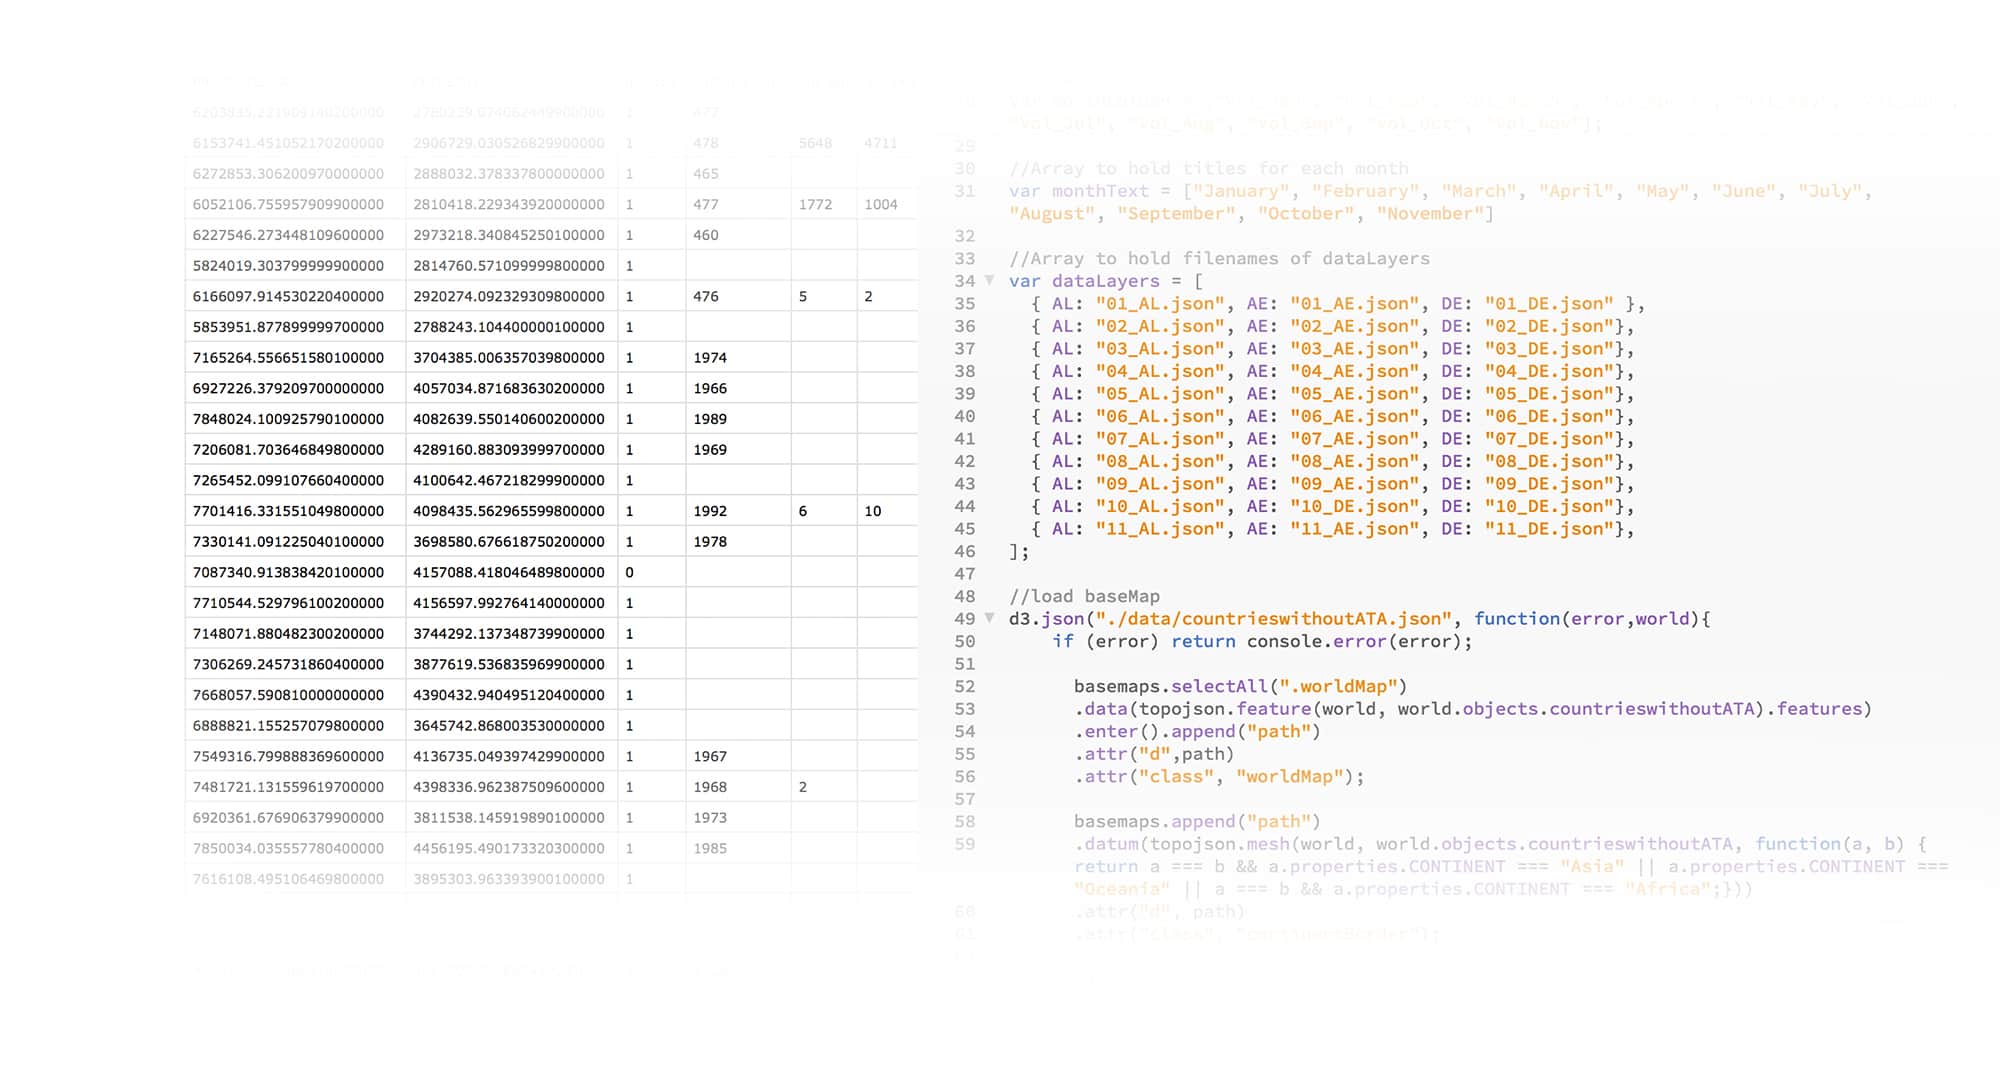 6203835.221909140200000 2780239.074062449900000 1 477
6153741.451052170200000 2906729.030526829900000 1 478 5648 4711
6272853.306200970000000 2888032.378337800000000 1 465
6052106.755957909900000 2810418.229343920000000 1 477 1772 1004
6227546.273448109600000 2973218.340845250100000 1 460
5824019.303799999900000 2814760.571099999800000 1
6166097.914530220400000 2920274.092329309800000 1 476 5 2
5853951.877899999700000 2788243.104400000100000 1
7165264.556651580100000 3704385.006357039800000 1 1974
6927226.379209700000000 4057034.871683630200000 1 1966
7848024.100925790100000 4082639.550140600200000 1 1989
7206081.703646849800000 4289160.883093999700000 1 1969
7265452.099107660400000 4100642.467218299900000 1
7701416.331551049800000 4098435.562965599800000 1 1992 6 10
7330141.091225040100000 3698580.676618750200000 1 1978
7087340.913838420100000 4157088.418046489800000 0
7710544.529796100200000 4156597.992764140000000 1
7148071.880482300200000 3744292.137348739900000 1
7306269.245731860400000 3877619.536835969900000 1
7668057.590810000000000 4390432.940495120400000 1
6888821.155257079800000 3645742.868003530000000 1
7549316.799888369600000 4136735.049397429900000 1 1967
7481721.131559619700000 4398336.962387509600000 1 1968 2
6920361.676906379900000 3811538.145919890100000 1 1973
7850034.035557780400000 4456195.490173320300000 1 1985
7616108.495106469800000 3895303.963393900100000 1
"vol_Jul", "vol_Aug", "vol_Sep", "vol_Oct", "vol_Nov"];
29
30 //Array to hold titles for each month
31 var monthText = ["January", "February", "March", "April", "May", "June", "July",
"August", "September", "October", "November"]
32
33 //Array to hold filenames of dataLayers
34 var dataLayers = [
35 { AL: "01_AL.json", AE: "01_AE.json", DE: "01_DE.json" },
36 { AL: "02_AL.json", AE: "02_AE.json", DE: "02_DE.json"},
37 { AL: "03_AL.json", AE: "03_AE.json", DE: "03_DE.json"},
38 { AL: "04_AL.json", AE: "04_AE.json", DE: "04_DE.json"},
39 { AL: "05_AL.json", AE: "05_AE.json", DE: "05_DE.json"},
40 { AL: "06_AL.json", AE: "06_AE.json", DE: "06_DE.json"},
41 { AL: "07_AL.json", AE: "07_AE.json", DE: "07_DE.json"},
42 { AL: "08_AL.json", AE: "08_AE.json", DE: "08_DE.json"},
43 { AL: "09_AL.json", AE: "09_AE.json", DE: "09_DE.json"},
44 { AL: "10_AL.json", AE: "10_DE.json", DE: "10_DE.json"},
45 { AL: "11_AL.json", AE: "11_AE.json", DE: "11_DE.json"},
46 ];
47
48 //load baseMap
49 d3.json("./data/countrieswithoutATA.json", function(error,world){
50 if (error) return console.error(error);
51
52 basemaps.selectAll(".worldMap")
53 .data(topojson.feature(world, world.objects.countrieswithoutATA).features)
54 .enter().append("path")
55 .attr("d",path)
56 .attr("class", "worldMap");
57
58 basemaps.append("path")
59 .datum(topojson.mesh(world, world.objects.countrieswithoutATA, function(a, b) {
return a === b && a.properties.CONTINENT === "Asia" || a.properties.CONTINENT ===
"Oceania" || a === b && a.properties.CONTINENT === "Africa";}))
60 .attr("d", path)
61 .attr("class", "continentBorder");